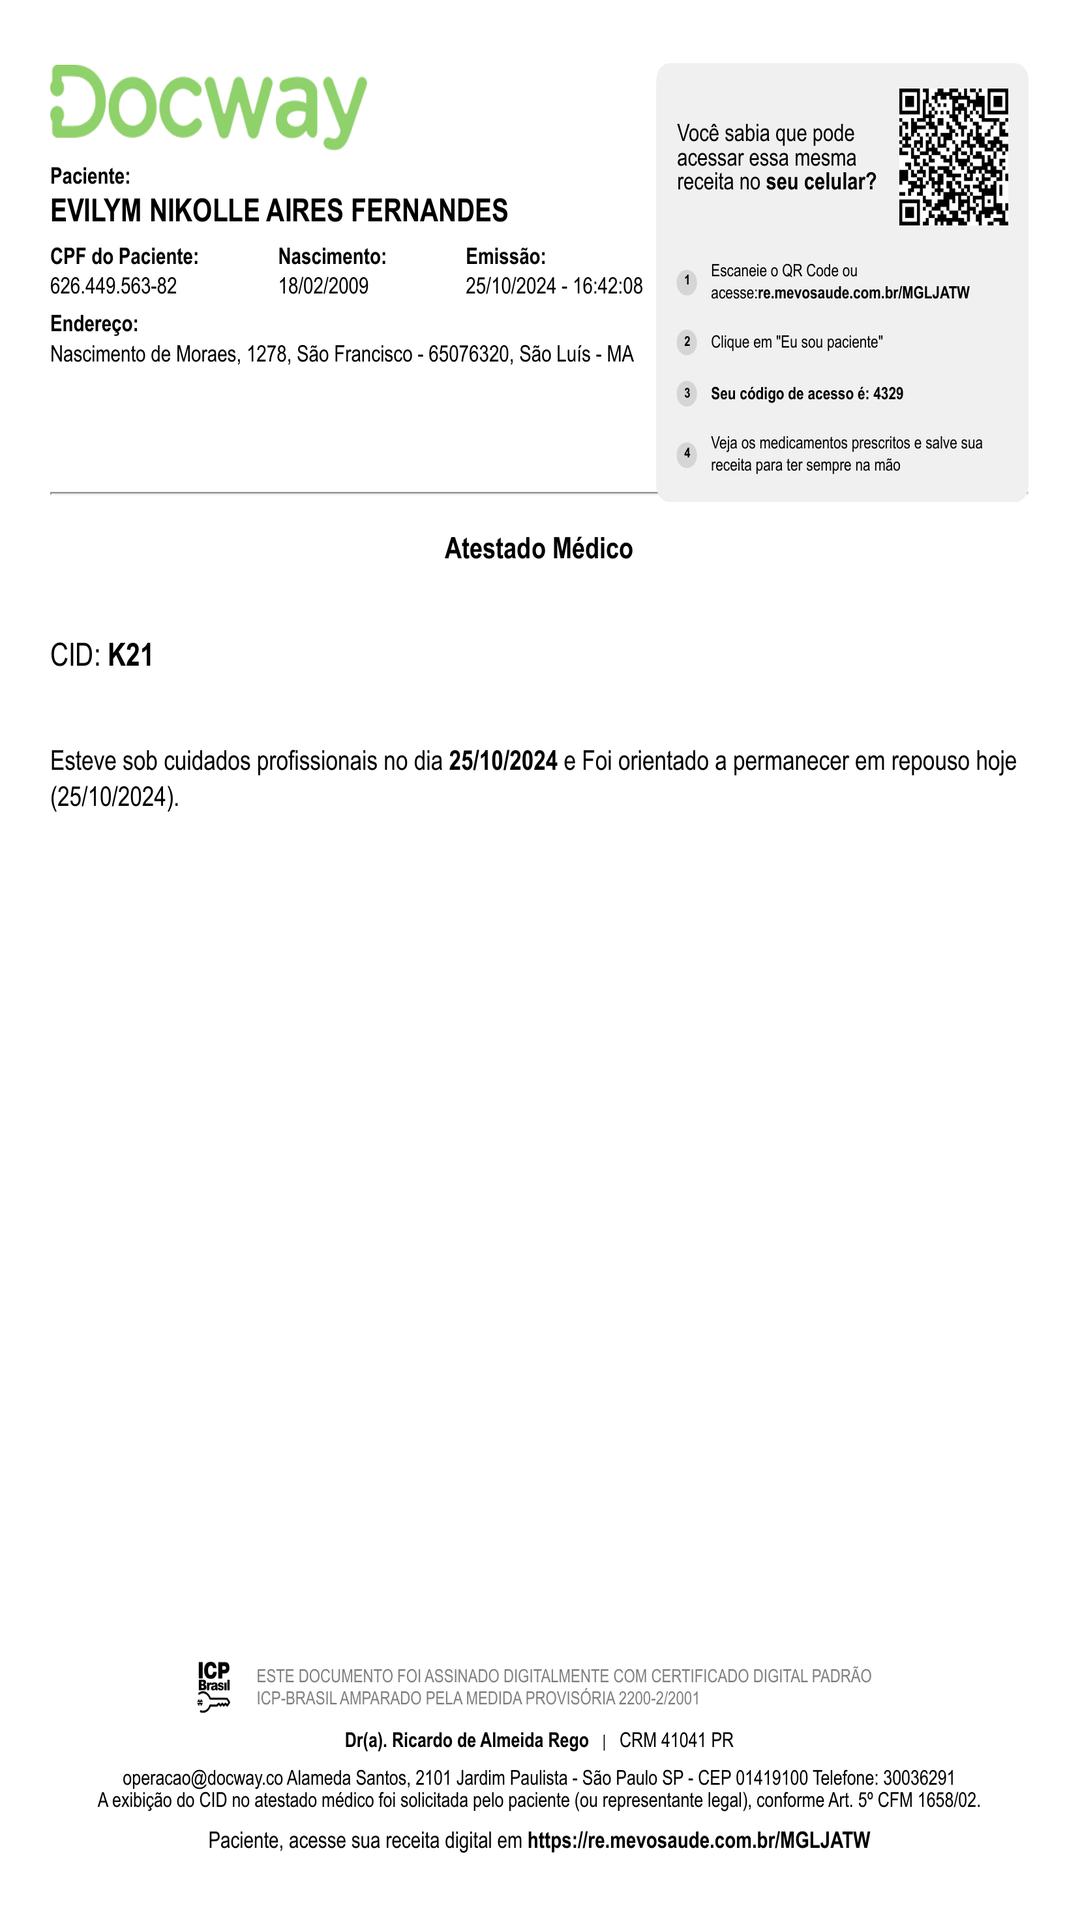 Docway
Paciente:
EVILYM NIKOLLE AIRES FERNANDES
CPF do Paciente: Nascimento: Emissão:
626.449.563-82 18/02/2009 25/10/2024 - 16:42:08
Endereço:
Nascimento de Moraes, 1278, São Francisco - 65076320, São Luís - MA
Você sabia que pode
acessar essa mesma
receita no seu celular?
1 Escaneie o QR Code ou
acesse:re.mevosaude.com.br/MGLJATW
2 Clique em "Eu sou paciente"
3 Seu código de acesso é: 4329
4 Veja os medicamentos prescritos e salve sua
receita para ter sempre na mão
Atestado Médico
CID: K21
Esteve sob cuidados profissionais no dia 25/10/2024 e Foi orientado a permanecer em repouso hoje
(25/10/2024).
ICP
Brasil
ESTE DOCUMENTO FOI ASSINADO DIGITALMENTE COM CERTIFICADO DIGITAL PADRÃO
ICP-BRASIL AMPARADO PELA MEDIDA PROVISÓRIA 2200-2/2001
Dr(a). Ricardo de Almeida Rego | CRM 41041 PR
operacao@docway.co Alameda Santos, 2101 Jardim Paulista - São Paulo SP - CEP 01419100 Telefone: 30036291
A exibição do CID no atestado médico foi solicitada pelo paciente (ou representante legal), conforme Art. 5º CFM 1658/02.
Paciente, acesse sua receita digital em https://re.mevosaude.com.br/MGLJATW